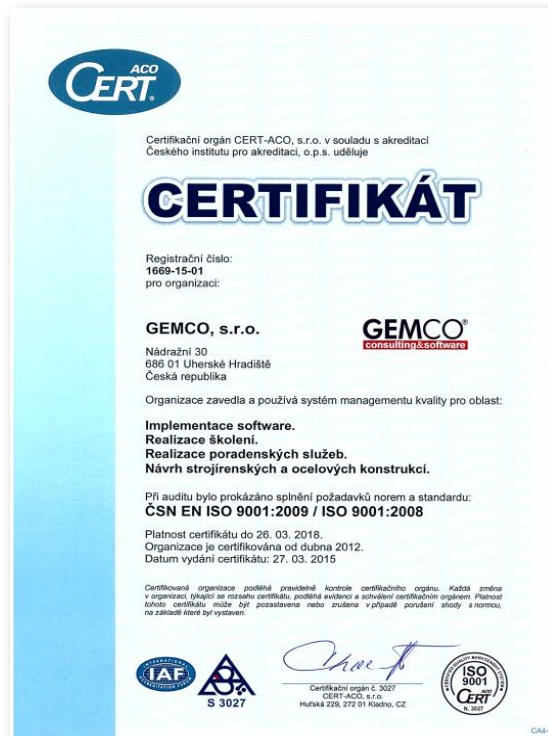 ACO
CERT®
Certifikační orgán CERT-ACO, s.r.o. v souladu s akreditací
Českého institutu pro akreditaci, o.p.s. uděluje
CERTIFIKÁT
Registrační číslo:
1669-15-01
pro organizaci:
GEMCO, s.r.o.
GEMCO®
consulting&software
Nádražní 30
686 01 Uherské Hradiště
Česká republika
Organizace zavedla a používá systém managementu kvality pro oblast:
Implementace software.
Realizace školení.
Realizace poradenských služeb.
Návrh strojírenských a ocelových konstrukcí.
Při auditu bylo prokázáno splnění požadavků norem a standardu:
ČSN EN ISO 9001:2009 / ISO 9001:2008
Platnost certifikátu do 26. 03. 2018.
Organizace je certifikována od dubna 2012.
Datum vydání certifikátu: 27. 03. 2015
Certifikovaná organizace podléhá pravidelné kontrole certifikačního orgánu. Každá změna
v organizaci, týkající se rozsahu certifikátu, podléhá evidenci a schválení certifikačním orgánem. Platnost
tohoto certifikátu může být pozastavena nebo zrušena v případě porušení shody s normou,
na základě které byl vystaven.
INTERNATIONAL
IAF
ACCREDITATION FORUM
S 3027
Certifikační orgán č. 3027
CERT-ACO, s.r.o.
Huťská 229, 272 01 Kladno, CZ
ISO
9001
ACO
CERT
N. 3027
CA4-